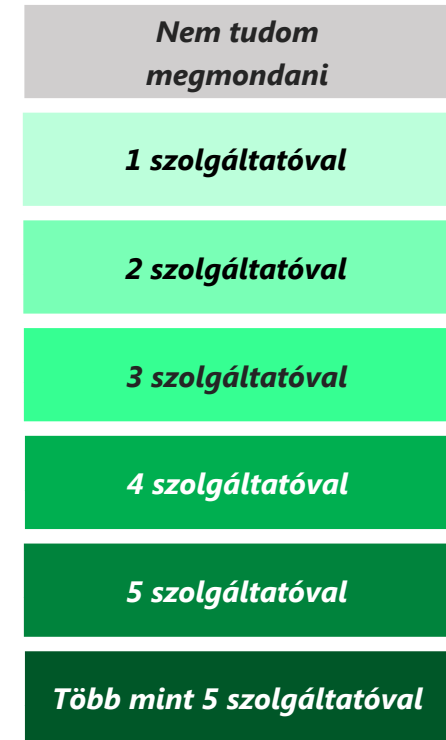 Nem tudom
megmondani
1 szolgáltatóval
2 szolgáltatóval
3 szolgáltatóval
4 szolgáltatóval
5 szolgáltatóval
Több mint 5 szolgáltatóval